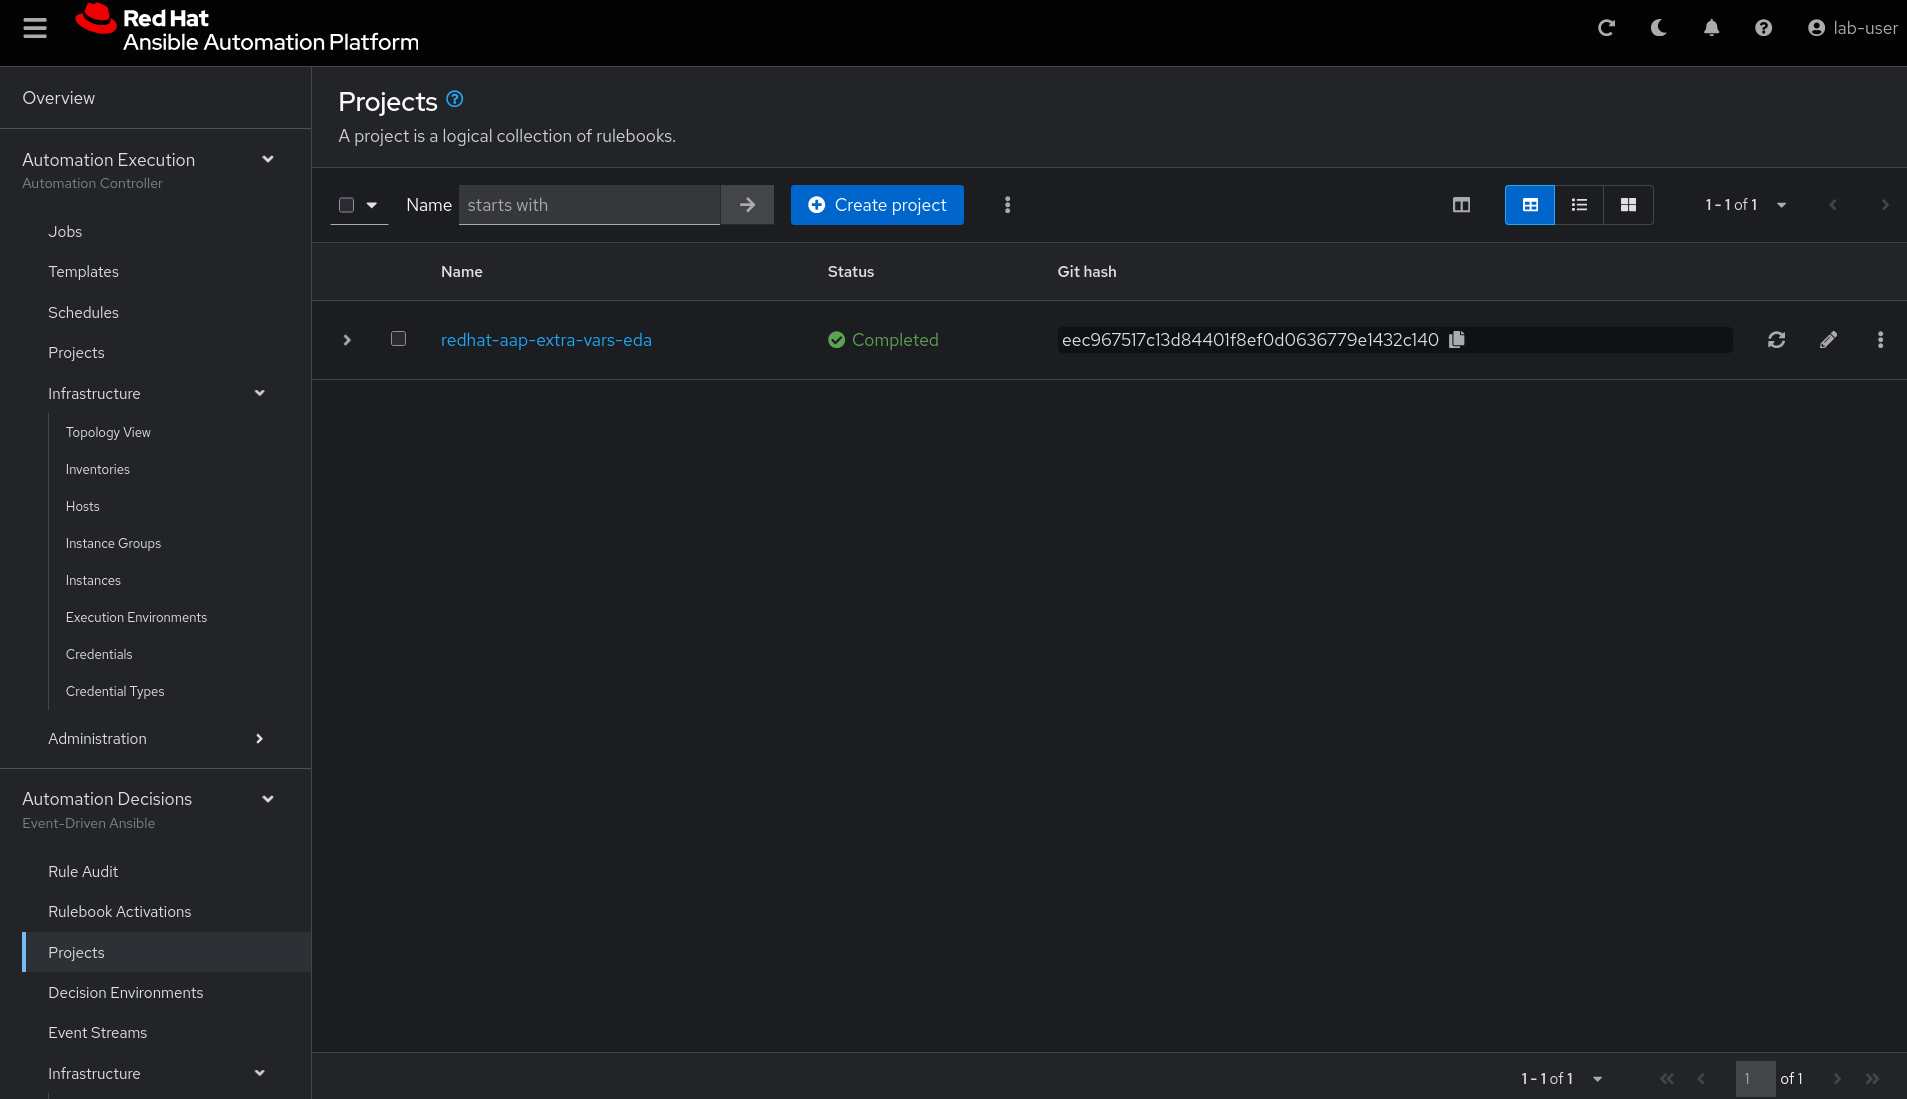 Red Hat
Ansible Automation Platform
lab-user
Overview
Automation Execution
Automation Controller
Jobs
Templates
Schedules
Projects
Infrastructure
Topology View
Inventories
Hosts
Instance Groups
Instances
Execution Environments
Credentials
Credential Types
Administration
Automation Decisions
Event-Driven Ansible
Rule Audit
Rulebook Activations
Projects
Decision Environments
Event Streams
Infrastructure
Projects
A project is a logical collection of rulebooks.
Name starts with Create project 1 - 1 of 1
Name Status Git hash
redhat-aap-extra-vars-eda Completed eec967517c13d84401f8ef0d0636779e1432c140
1 - 1 of 1 1 of 1